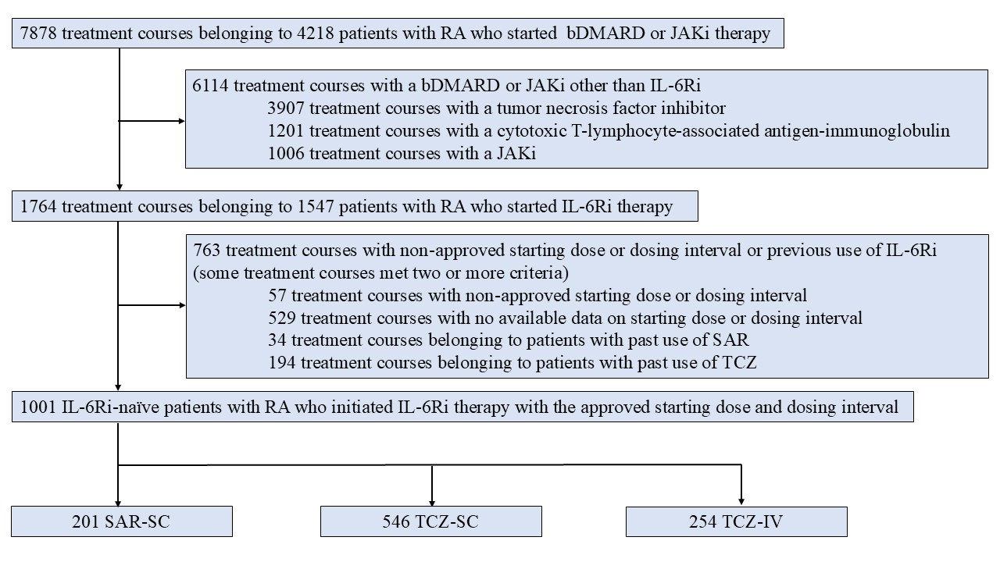 7878 treatment courses belonging to 4218 patients with RA who started bDMARD or JAKi therapy
6114 treatment courses with a bDMARD or JAKi other than IL-6Ri
3907 treatment courses with a tumor necrosis factor inhibitor
1201 treatment courses with a cytotoxic T-lymphocyte-associated antigen-immunoglobulin
1006 treatment courses with a JAKi
1764 treatment courses belonging to 1547 patients with RA who started IL-6Ri therapy
763 treatment courses with non-approved starting dose or dosing interval or previous use of IL-6Ri
(some treatment courses met two or more criteria)
57 treatment courses with non-approved starting dose or dosing interval
529 treatment courses with no available data on starting dose or dosing interval
34 treatment courses belonging to patients with past use of SAR
194 treatment courses belonging to patients with past use of TCZ
1001 IL-6Ri-naïve patients with RA who initiated IL-6Ri therapy with the approved starting dose and dosing interval
201 SAR-SC
546 TCZ-SC
254 TCZ-IV